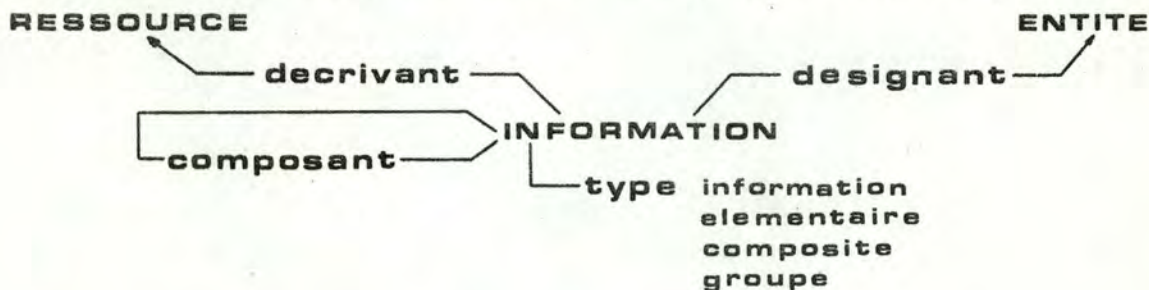 RESSOURCE ENTITE
decrivant designant
INFORMATION
composant
type information
elementaire
composite
groupe